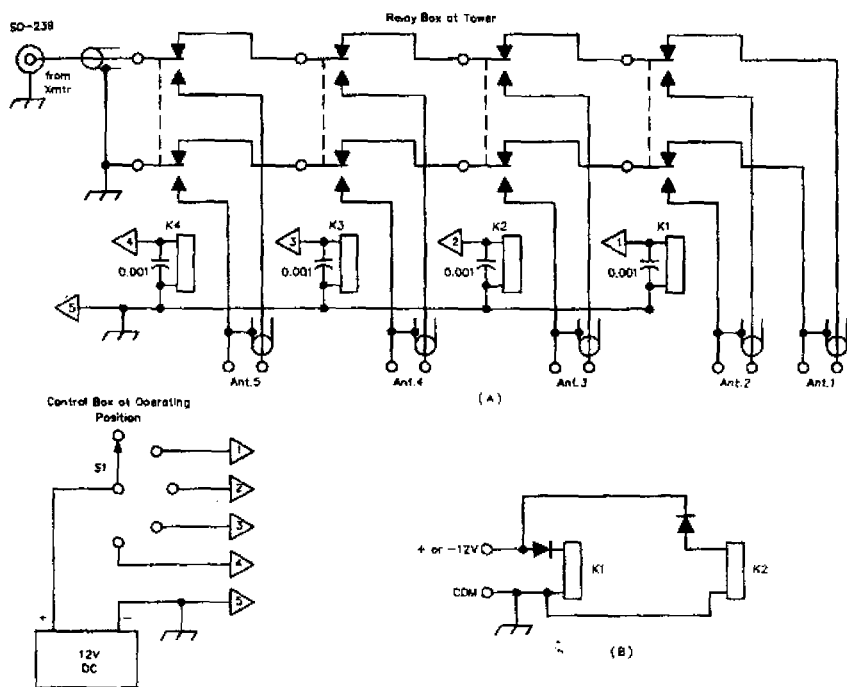 SO-239
Relay Box at Tower
from
Xmtr
K4
K3
K2
K1
4
3
2
1
0.001
0.001
0.001
0.001
5
Ant.5
Ant.4
Ant.3
Ant.2
Ant.1
(A)
Control Box at Operating
Position
S1
1
2
3
4
5
+
−
12V
DC
+ or −12V
COM
K1
K2
(B)